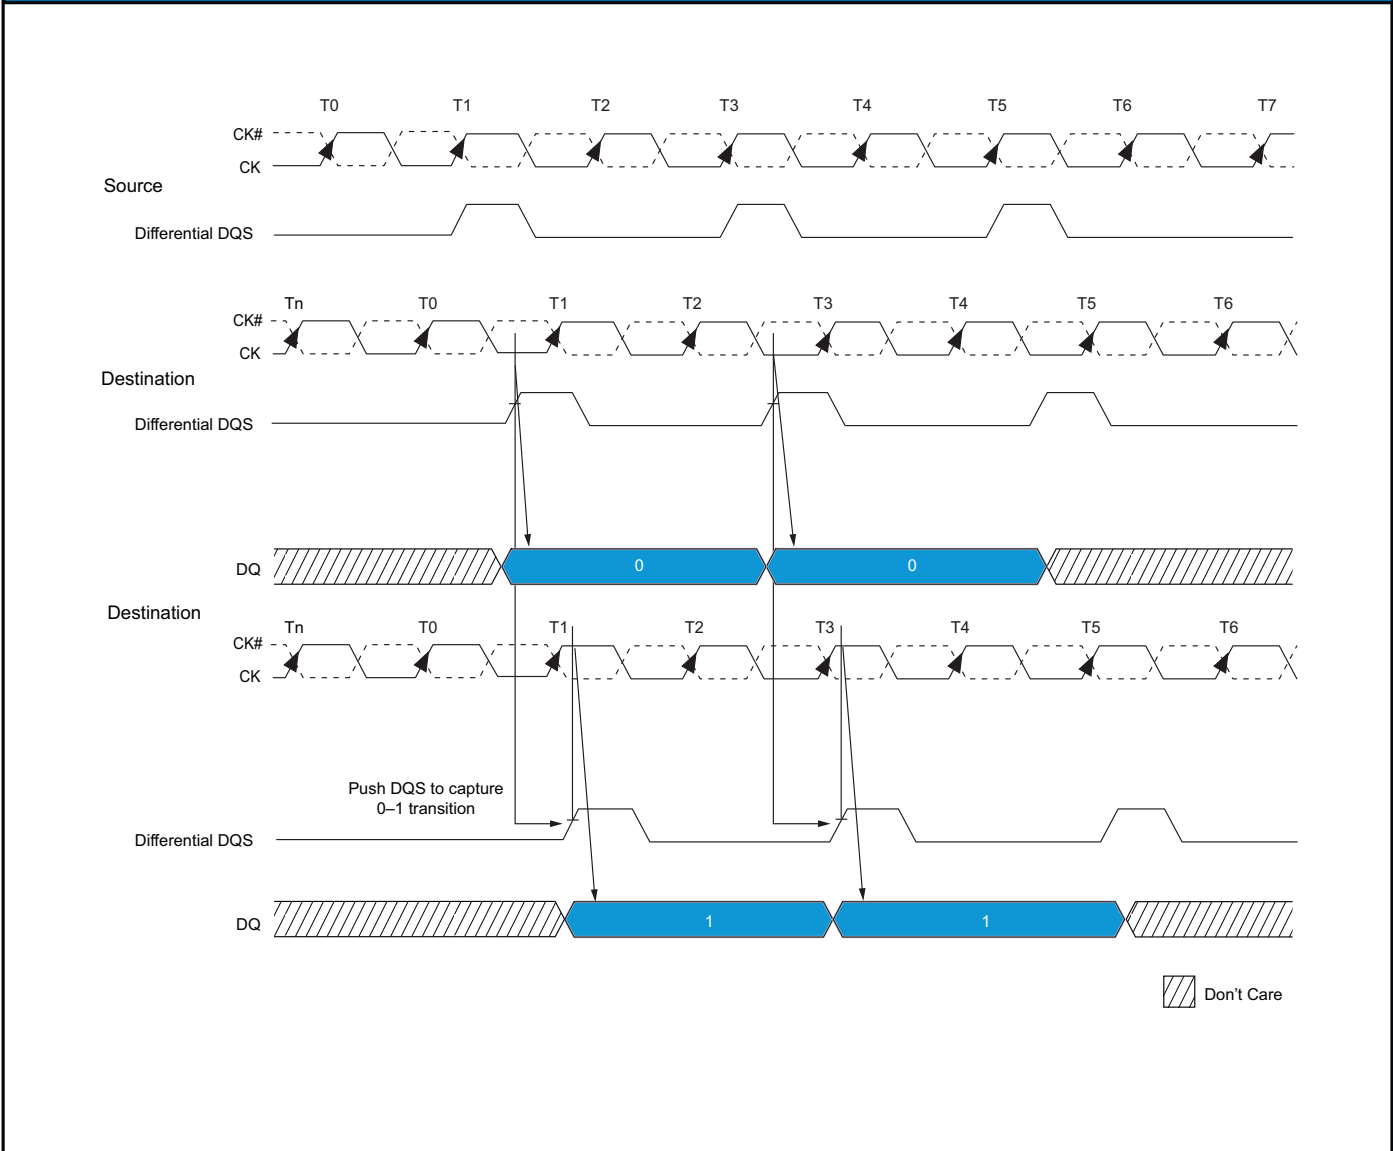 T0 T1 T2 T3 T4 T5 T6 T7
CK#
CK
Source
Differential DQS
Tn T0 T1 T2 T3 T4 T5 T6
CK#
CK
Destination
Differential DQS
DQ 0 0
Destination
Tn T0 T1 T2 T3 T4 T5 T6
CK#
CK
Push DQS to capture
0–1 transition
Differential DQS
DQ 1 1
Don't Care